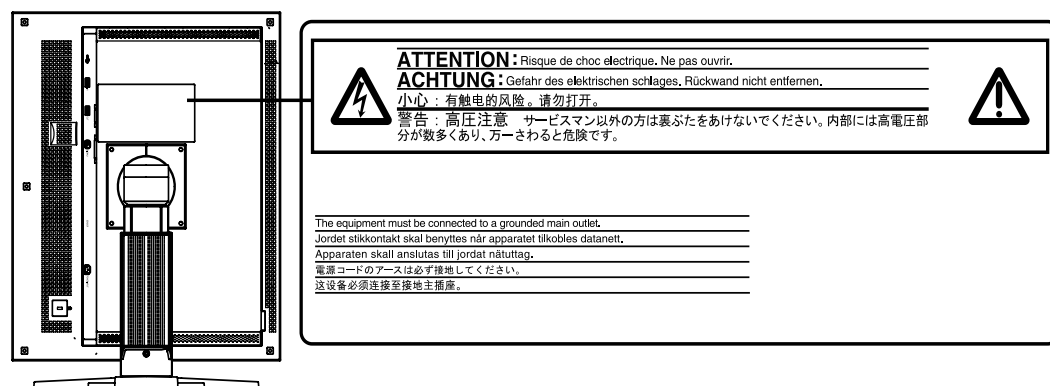 ATTENTION : Risque de choc electrique. Ne pas ouvrir.
ACHTUNG : Gefahr des elektrischen schlages. Rückwand nicht entfernen.
小心 : 有触电的风险。请勿打开。
警告 : 高圧注意 サービスマン以外の方は裏ぶたをあけないでください。内部には高電圧部
分が数多くあり、万一さわると危険です。
The equipment must be connected to a grounded main outlet.
Jordet stikkontakt skal benyttes når apparatet tilkobles datanett.
Apparaten skall anslutas till jordat nätuttag.
電源コードのアースは必ず接地してください。
这设备必须连接至接地主插座。